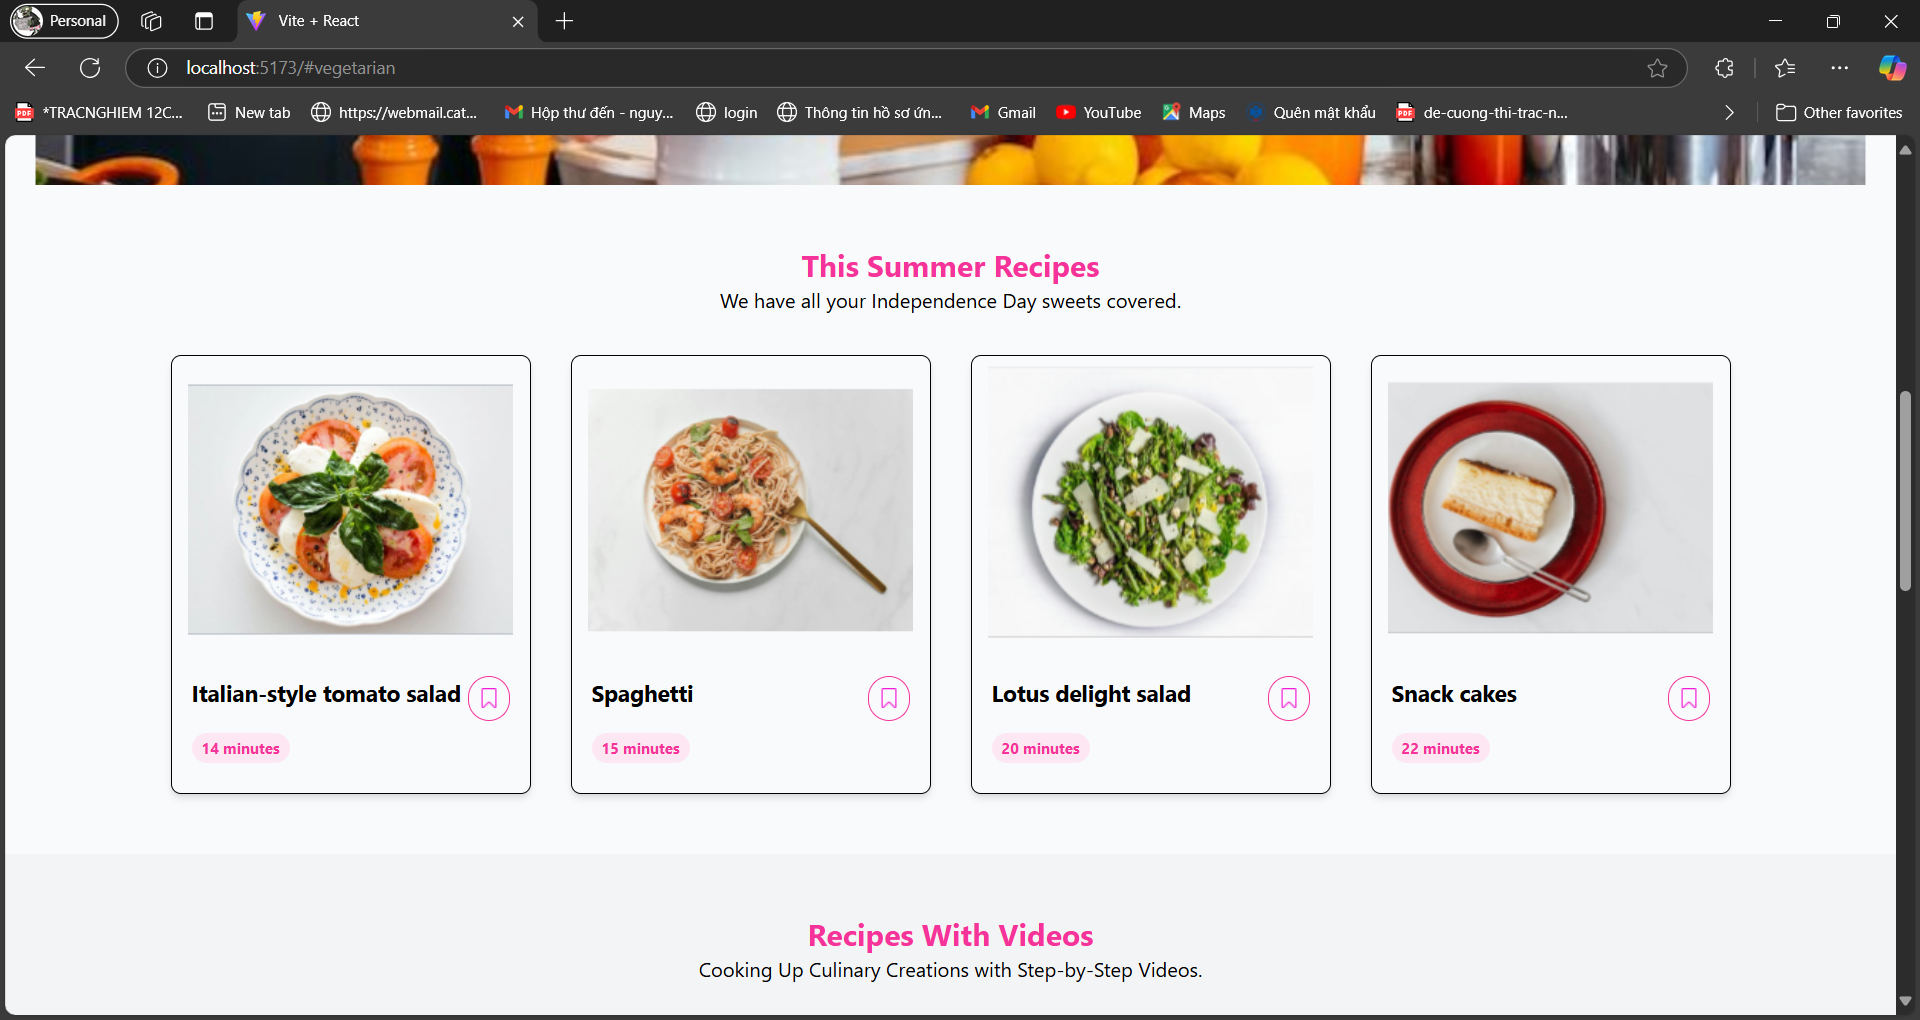 Personal
Vite + React
localhost:5173/#vegetarian
*TRACNGHIEM 12C...
New tab
https://webmail.cat...
Hộp thư đến - nguy...
login
Thông tin hồ sơ ứn...
Gmail
YouTube
Maps
Quên mật khẩu
PDF
de-cuong-thi-trac-n...
Other favorites
This Summer Recipes
We have all your Independence Day sweets covered.
Italian-style tomato salad
14 minutes
Spaghetti
15 minutes
Lotus delight salad
20 minutes
Snack cakes
22 minutes
Recipes With Videos
Cooking Up Culinary Creations with Step-by-Step Videos.